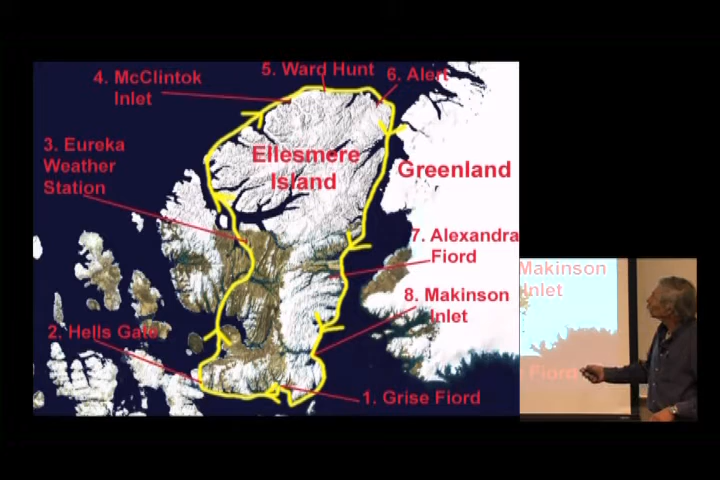 4. McClintok
Inlet
5. Ward Hunt
6. Alert
3. Eureka
Weather
Station
Ellesmere
Island
Greenland
7. Alexandra
Fiord
8. Makinson
Inlet
2. Hells Gate
1. Grise Fiord
Makinson
Inlet
Fiord